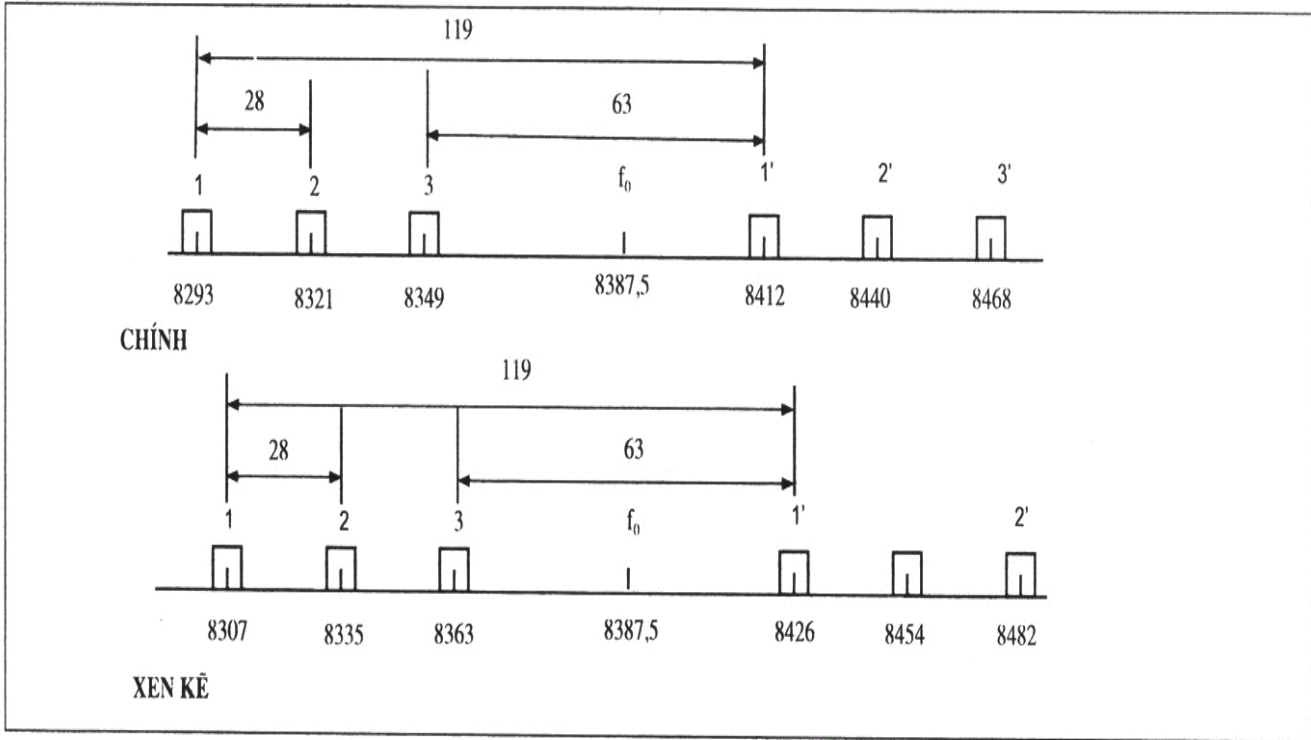 119
28 63
1 2 3 f₀ 1' 2' 3'
8293 8321 8349 8387,5 8412 8440 8468
CHÍNH
119
28 63
1 2 3 f₀ 1' 2'
8307 8335 8363 8387,5 8426 8454 8482
XEN KẼ